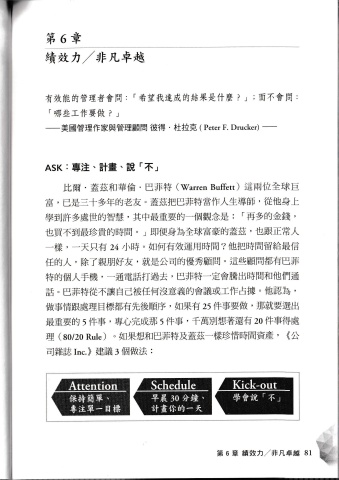 第 6 章
績效力／非凡卓越
有效能的管理者會問：「希望我達成的結果是什麼？」；而不會問：
「哪些工作要做？」
——美國管理作家與管理顧問 彼得．杜拉克 ( Peter F. Drucker) ——
ASK：專注、計畫、說「不」
比爾．蓋茲和華倫．巴菲特（Warren Buffett）這兩位全球巨
富，已是三十多年的老友。蓋茲把巴菲特當作人生導師，從他身上
學到許多處世的智慧，其中最重要的一個觀念是：「再多的金錢，
也買不到最珍貴的時間。」即便身為全球富豪的蓋茲，也跟正常人
一樣，一天只有 24 小時，如何有效運用時間？他把時間留給最信
任的人，除了親朋好友，就是公司的優秀顧問，這些顧問都有巴菲
特的個人手機，一通電話打過去，巴菲特一定會騰出時間和他們通
話。巴菲特從不讓自己被任何沒意義的會議或工作占據，他認為，
做事情跟處理目標都有先後順序，如果有 25 件事要做，那就要選出
最重要的 5 件事，專心完成那 5 件事，千萬別想著還有 20 件事得處
理（80/20 Rule）。如果想和巴菲特及蓋茲一樣珍惜時間資產，《公
司雜誌 Inc.》建議 3 個做法：
Attention
保持簡單、
專注單一目標
Schedule
早晨 30 分鐘、
計畫你的一天
Kick-out
學會說「不」
第 6 章 績效力／非凡卓越 81